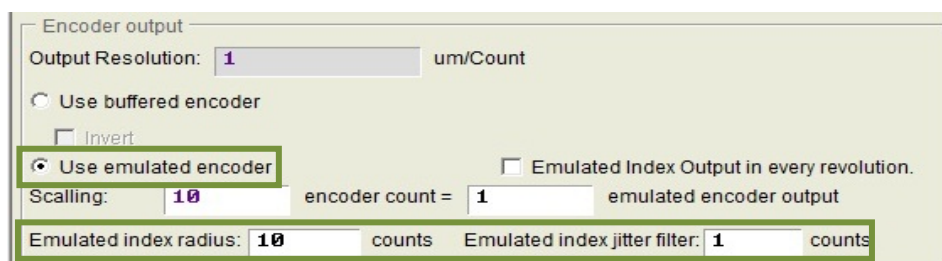 Encoder output
Output Resolution: 1 um/Count
Use buffered encoder
Invert
Use emulated encoder Emulated Index Output in every revolution.
Scalling: 10 encoder count = 1 emulated encoder output
Emulated index radius: 10 counts Emulated index jitter filter: 1 counts